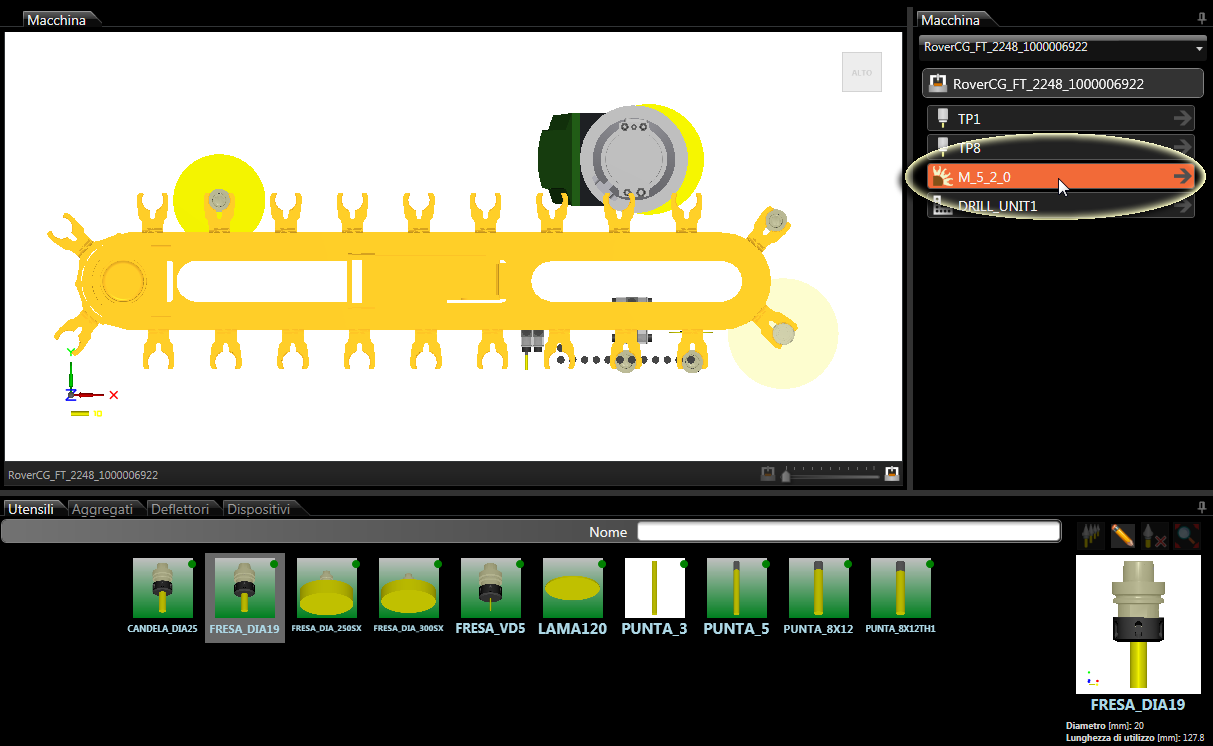 Macchina
ALTO
Y
X
Z
10
RoverCG_FT_2248_1000006922
Macchina
RoverCG_FT_2248_1000006922
RoverCG_FT_2248_1000006922
TP1
TP8
M_5_2_0
DRILL_UNIT1
Utensili Aggregati Deflettori Dispositivi
Nome
CANDELA_DIA25 FRESA_DIA19 FRESA_DIA_250SX FRESA_DIA_300SX FRESA_VD5 LAMA120 PUNTA_3 PUNTA_5 PUNTA_8X12 PUNTA_8X12TH1
FRESA_DIA19
Diametro [mm]: 20
Lunghezza di utilizzo [mm]: 127.8